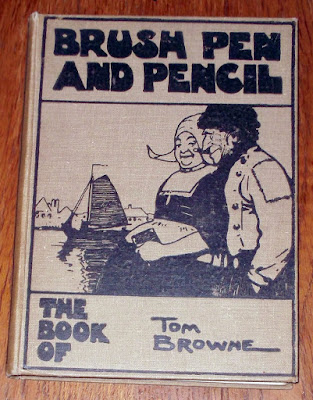 BRUSH PEN
AND PENCIL
THE
BOOK
OF
TOM
BROWNE